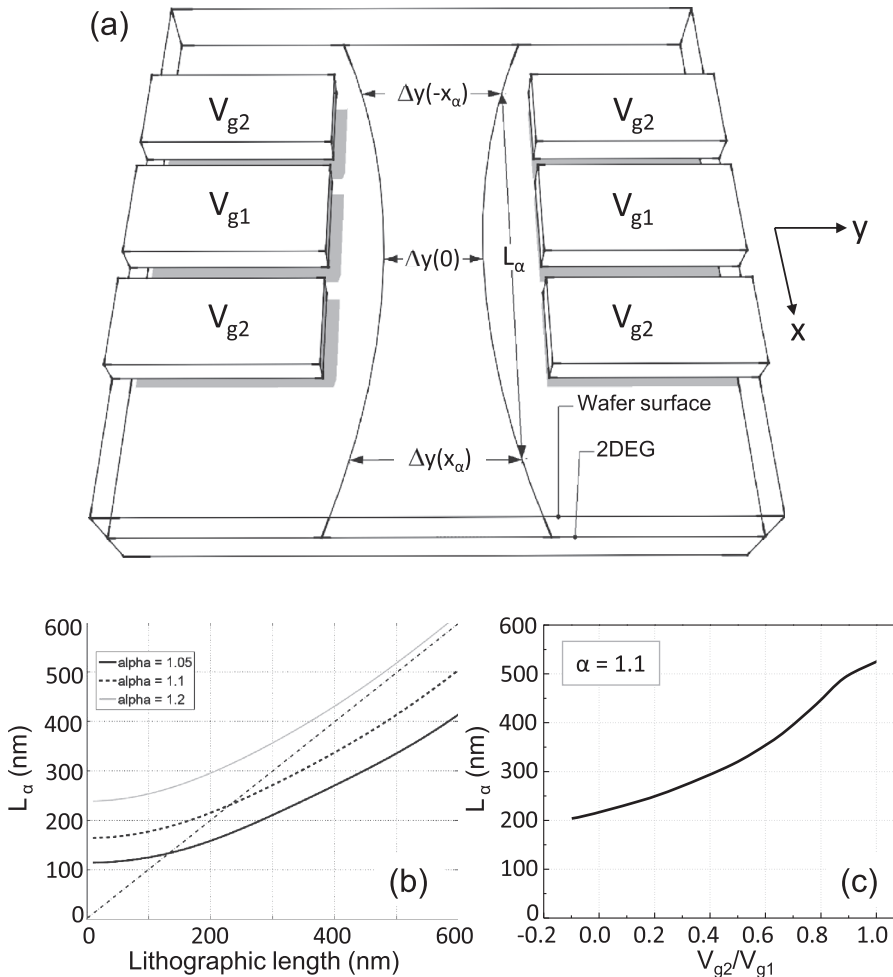 (a)
Δy(-xα)
Vg2
Vg2
Vg1
Vg1
Δy(0)
Lα
y
x
Vg2
Vg2
Wafer surface
2DEG
Δy(xα)
600
500
400
300
200
100
0
Lα (nm)
alpha = 1.05
alpha = 1.1
alpha = 1.2
(b)
0
200
400
600
Lithographic length (nm)
600
500
400
300
200
100
0
Lα (nm)
α = 1.1
(c)
-0.2
0.0
0.2
0.4
0.6
0.8
1.0
Vg2/Vg1